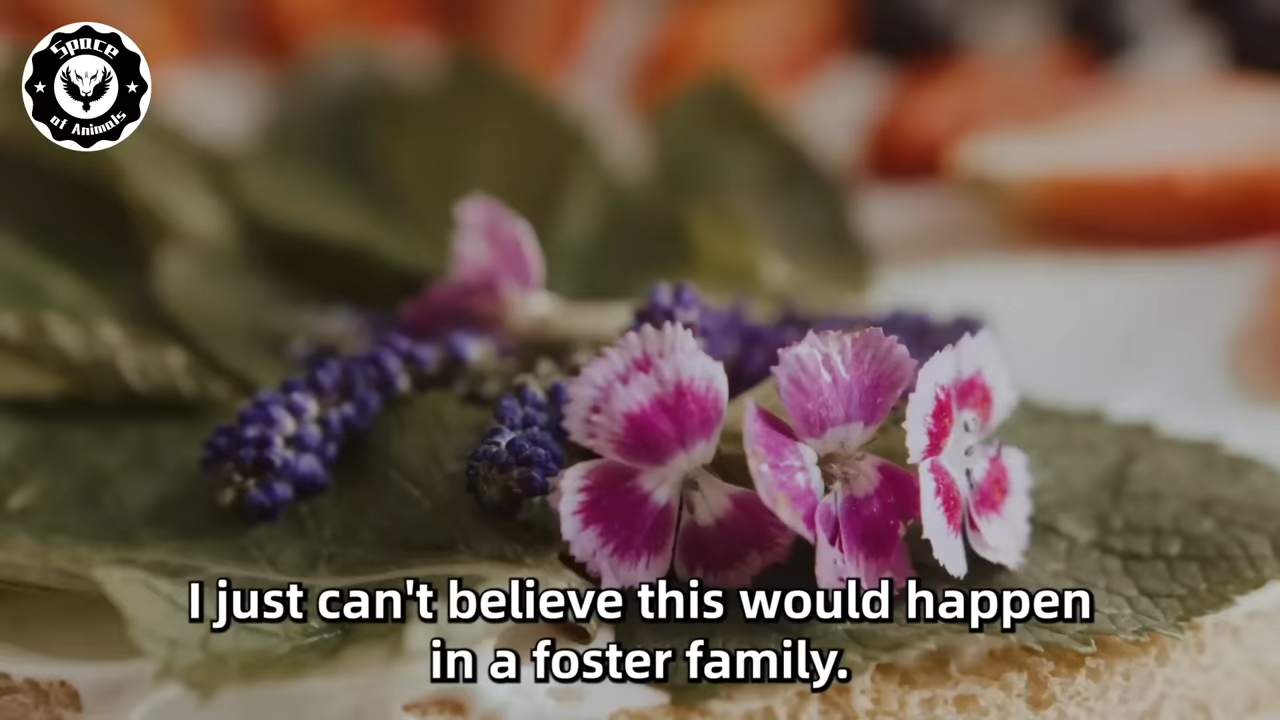 Space
of Animals
I just can't believe this would happen
in a foster family.